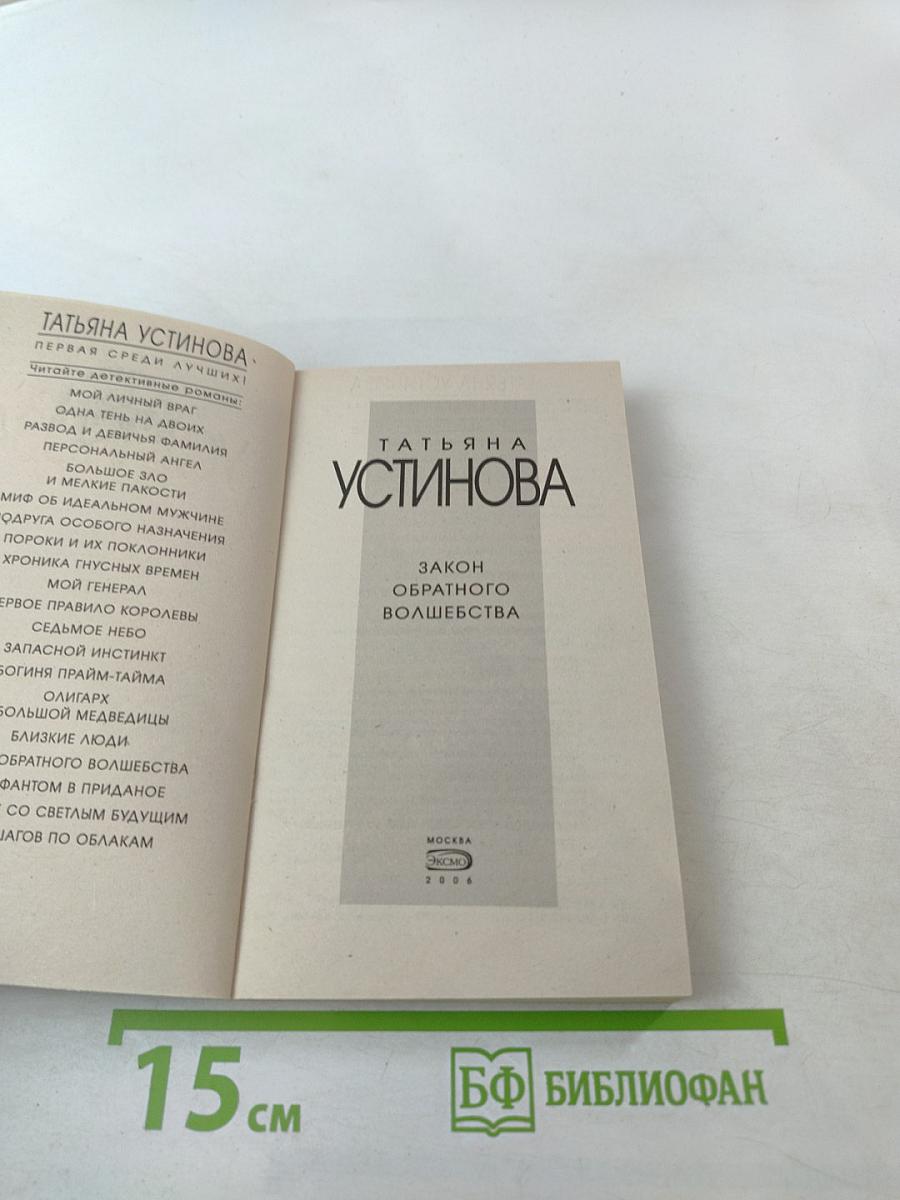 ТАТЬЯНА УСТИНОВА
ПЕРВАЯ СРЕДИ ЛУЧШИХ!
Читайте детективные романы:
МОЙ ЛИЧНЫЙ ВРАГ
ОДНА ТЕНЬ НА ДВОИХ
РАЗВОД И ДЕВИЧЬЯ ФАМИЛИЯ
ПЕРСОНАЛЬНЫЙ АНГЕЛ
БОЛЬШОЕ ЗЛО
И МЕЛКИЕ ПАКОСТИ
МИФ ОБ ИДЕАЛЬНОМ МУЖЧИНЕ
ОДРУГА ОСОБОГО НАЗНАЧЕНИЯ
ПОРОКИ И ИХ ПОКЛОННИКИ
ХРОНИКА ГНУСНЫХ ВРЕМЕН
МОЙ ГЕНЕРАЛ
ЕРВОЕ ПРАВИЛО КОРОЛЕВЫ
СЕДЬМОЕ НЕБО
ЗАПАСНОЙ ИНСТИНКТ
БОГИНЯ ПРАЙМ-ТАЙМА
ОЛИГАРХ
БОЛЬШОЙ МЕДВЕДИЦЫ
БЛИЗКИЕ ЛЮДИ
ОБРАТНОГО ВОЛШЕБСТВА
ФАНТОМ В ПРИДАНОЕ
СО СВЕТЛЫМ БУДУЩИМ
ШАГОВ ПО ОБЛАКАМ
ТАТЬЯНА
УСТИНОВА
ЗАКОН
ОБРАТНОГО
ВОЛШЕБСТВА
МОСКВА
ЭКСМО
2006
15 см
БФ БИБЛИОФАН